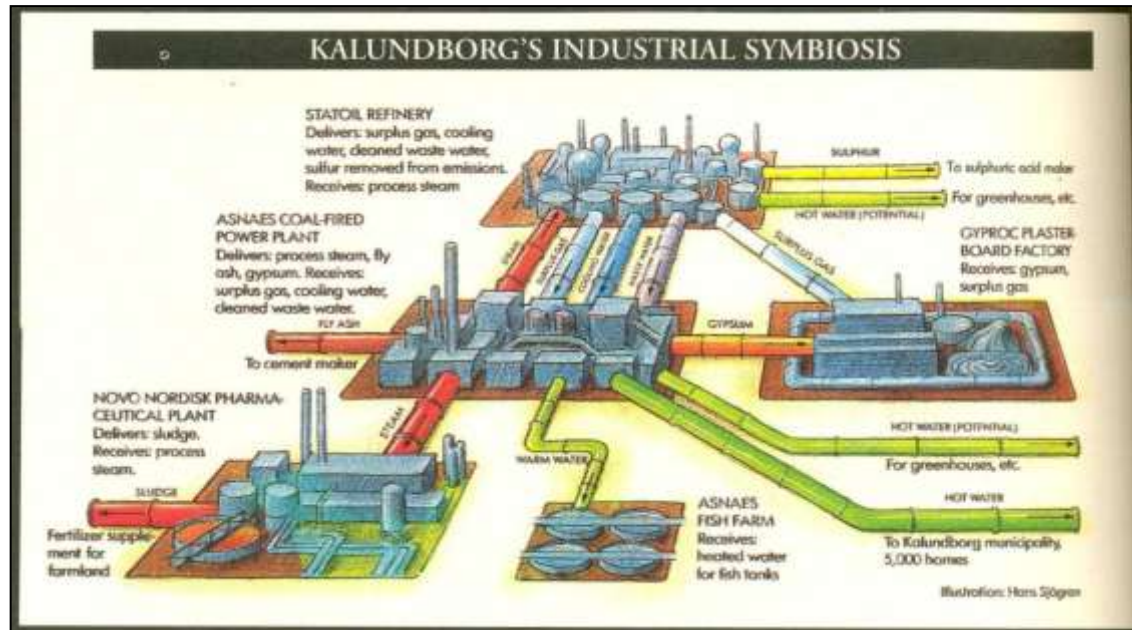 KALUNDBORG'S INDUSTRIAL SYMBIOSIS
STATOIL REFINERY
Delivers: surplus gas, cooling
water, cleaned waste water,
sulfur removed from emissions.
Receives: process steam
SULPHUR
To sulphuric acid maker
For greenhouses, etc.
HOT WATER (POTENTIAL)
ASNAES COAL-FIRED
POWER PLANT
Delivers: process steam, fly
ash, gypsum. Receives:
surplus gas, cooling water,
cleaned waste water.
STEAM
SURPLUS GAS
COOLING WATER
WASTE WATER
SURPLUS GAS
GYPROC PLASTER-
BOARD FACTORY
Receives: gypsum,
surplus gas
FLY ASH
To cement maker
GYPSUM
NOVO NORDISK PHARMA-
CEUTICAL PLANT
Delivers: sludge.
Receives: process
steam.
STEAM
WARM WATER
HOT WATER (POTENTIAL)
For greenhouses, etc.
SLUDGE
Fertilizer supple-
ment for
farmland
ASNAES
FISH FARM
Receives:
heated water
for fish tanks
HOT WATER
To Kalundborg municipality,
5,000 homes
Illustration: Hans Sjögren